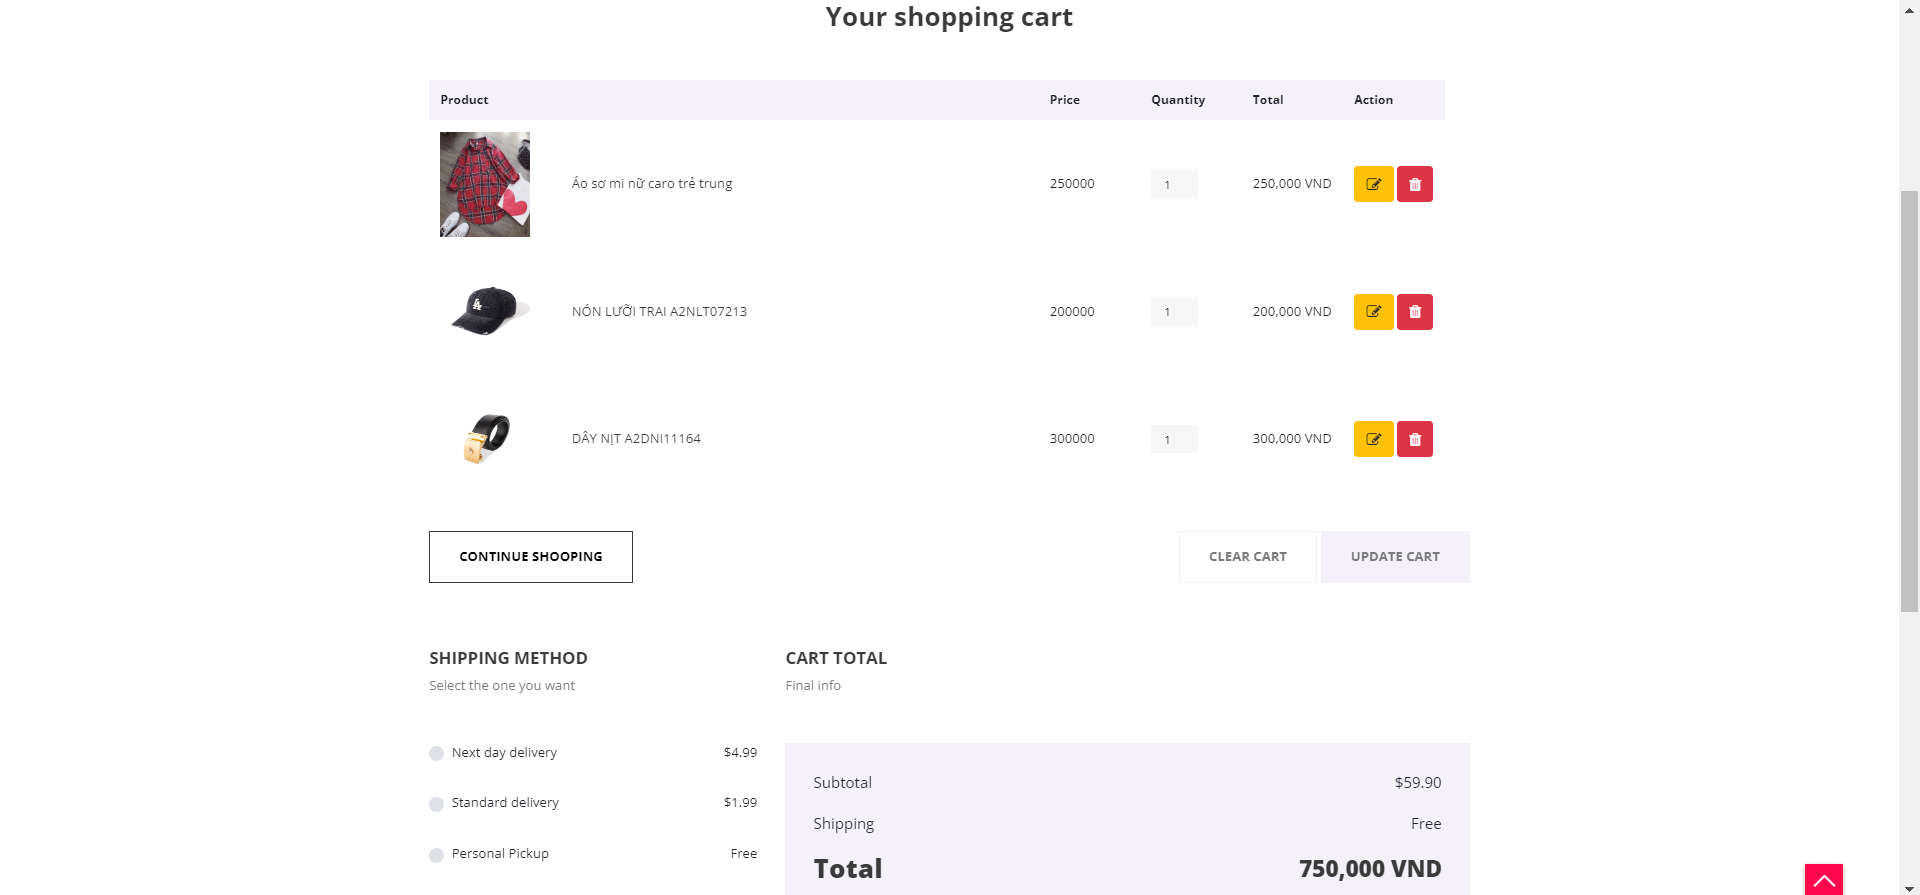 Your shopping cart
Product Price Quantity Total Action
Áo sơ mi nữ caro trẻ trung 250000 1 250,000 VND
NÓN LƯỠI TRAI A2NLT07213 200000 1 200,000 VND
DÂY NỊT A2DNI11164 300000 1 300,000 VND
CONTINUE SHOOPING CLEAR CART UPDATE CART
SHIPPING METHOD
Select the one you want
Next day delivery $4.99
Standard delivery $1.99
Personal Pickup Free
CART TOTAL
Final info
Subtotal $59.90
Shipping Free
Total 750,000 VND